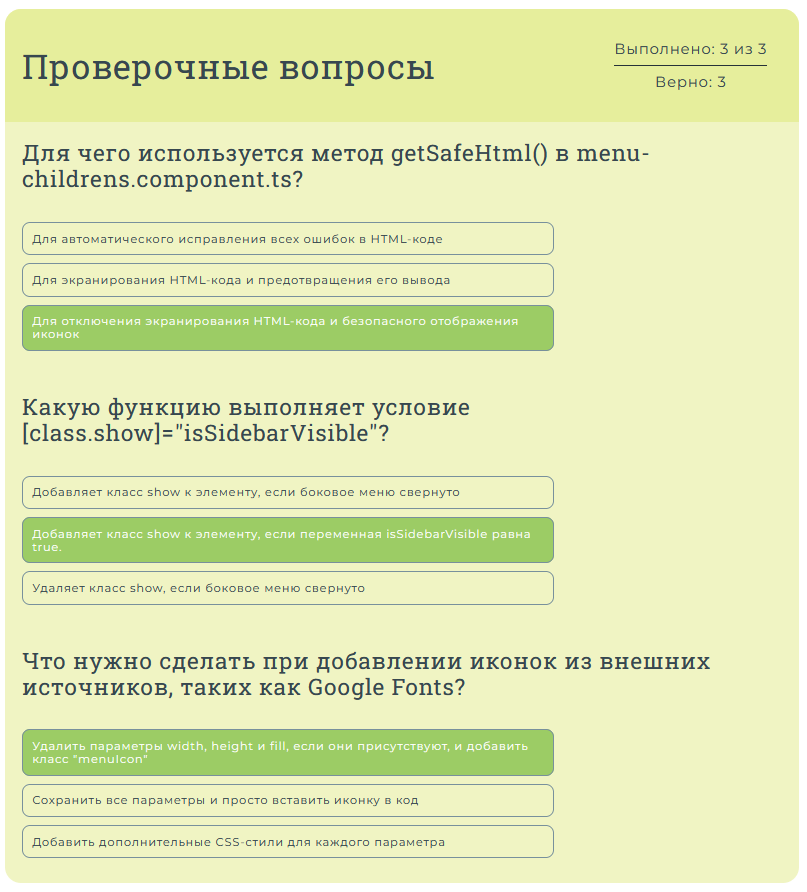 Проверочные вопросы
Выполнено: 3 из 3
Верно: 3
Для чего используется метод getSafeHtml() в menu-
childrens.component.ts?
Для автоматического исправления всех ошибок в HTML-коде
Для экранирования HTML-кода и предотвращения его вывода
Для отключения экранирования HTML-кода и безопасного отображения
иконок
Какую функцию выполняет условие
[class.show]="isSidebarVisible"?
Добавляет класс show к элементу, если боковое меню свернуто
Добавляет класс show к элементу, если переменная isSidebarVisible равна
true.
Удаляет класс show, если боковое меню свернуто
Что нужно сделать при добавлении иконок из внешних
источников, таких как Google Fonts?
Удалить параметры width, height и fill, если они присутствуют, и добавить
класс "menuIcon"
Сохранить все параметры и просто вставить иконку в код
Добавить дополнительные CSS-стили для каждого параметра